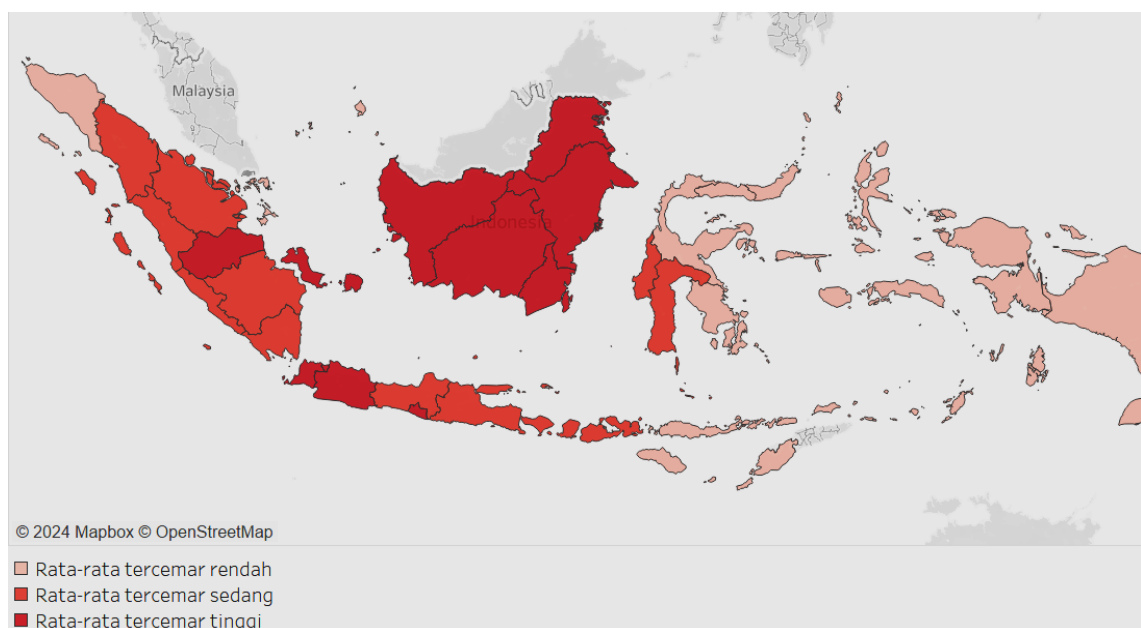 Malaysia
Indonesia
© 2024 Mapbox © OpenStreetMap
Rata-rata tercemar rendah
Rata-rata tercemar sedang
Rata-rata tercemar tinggi